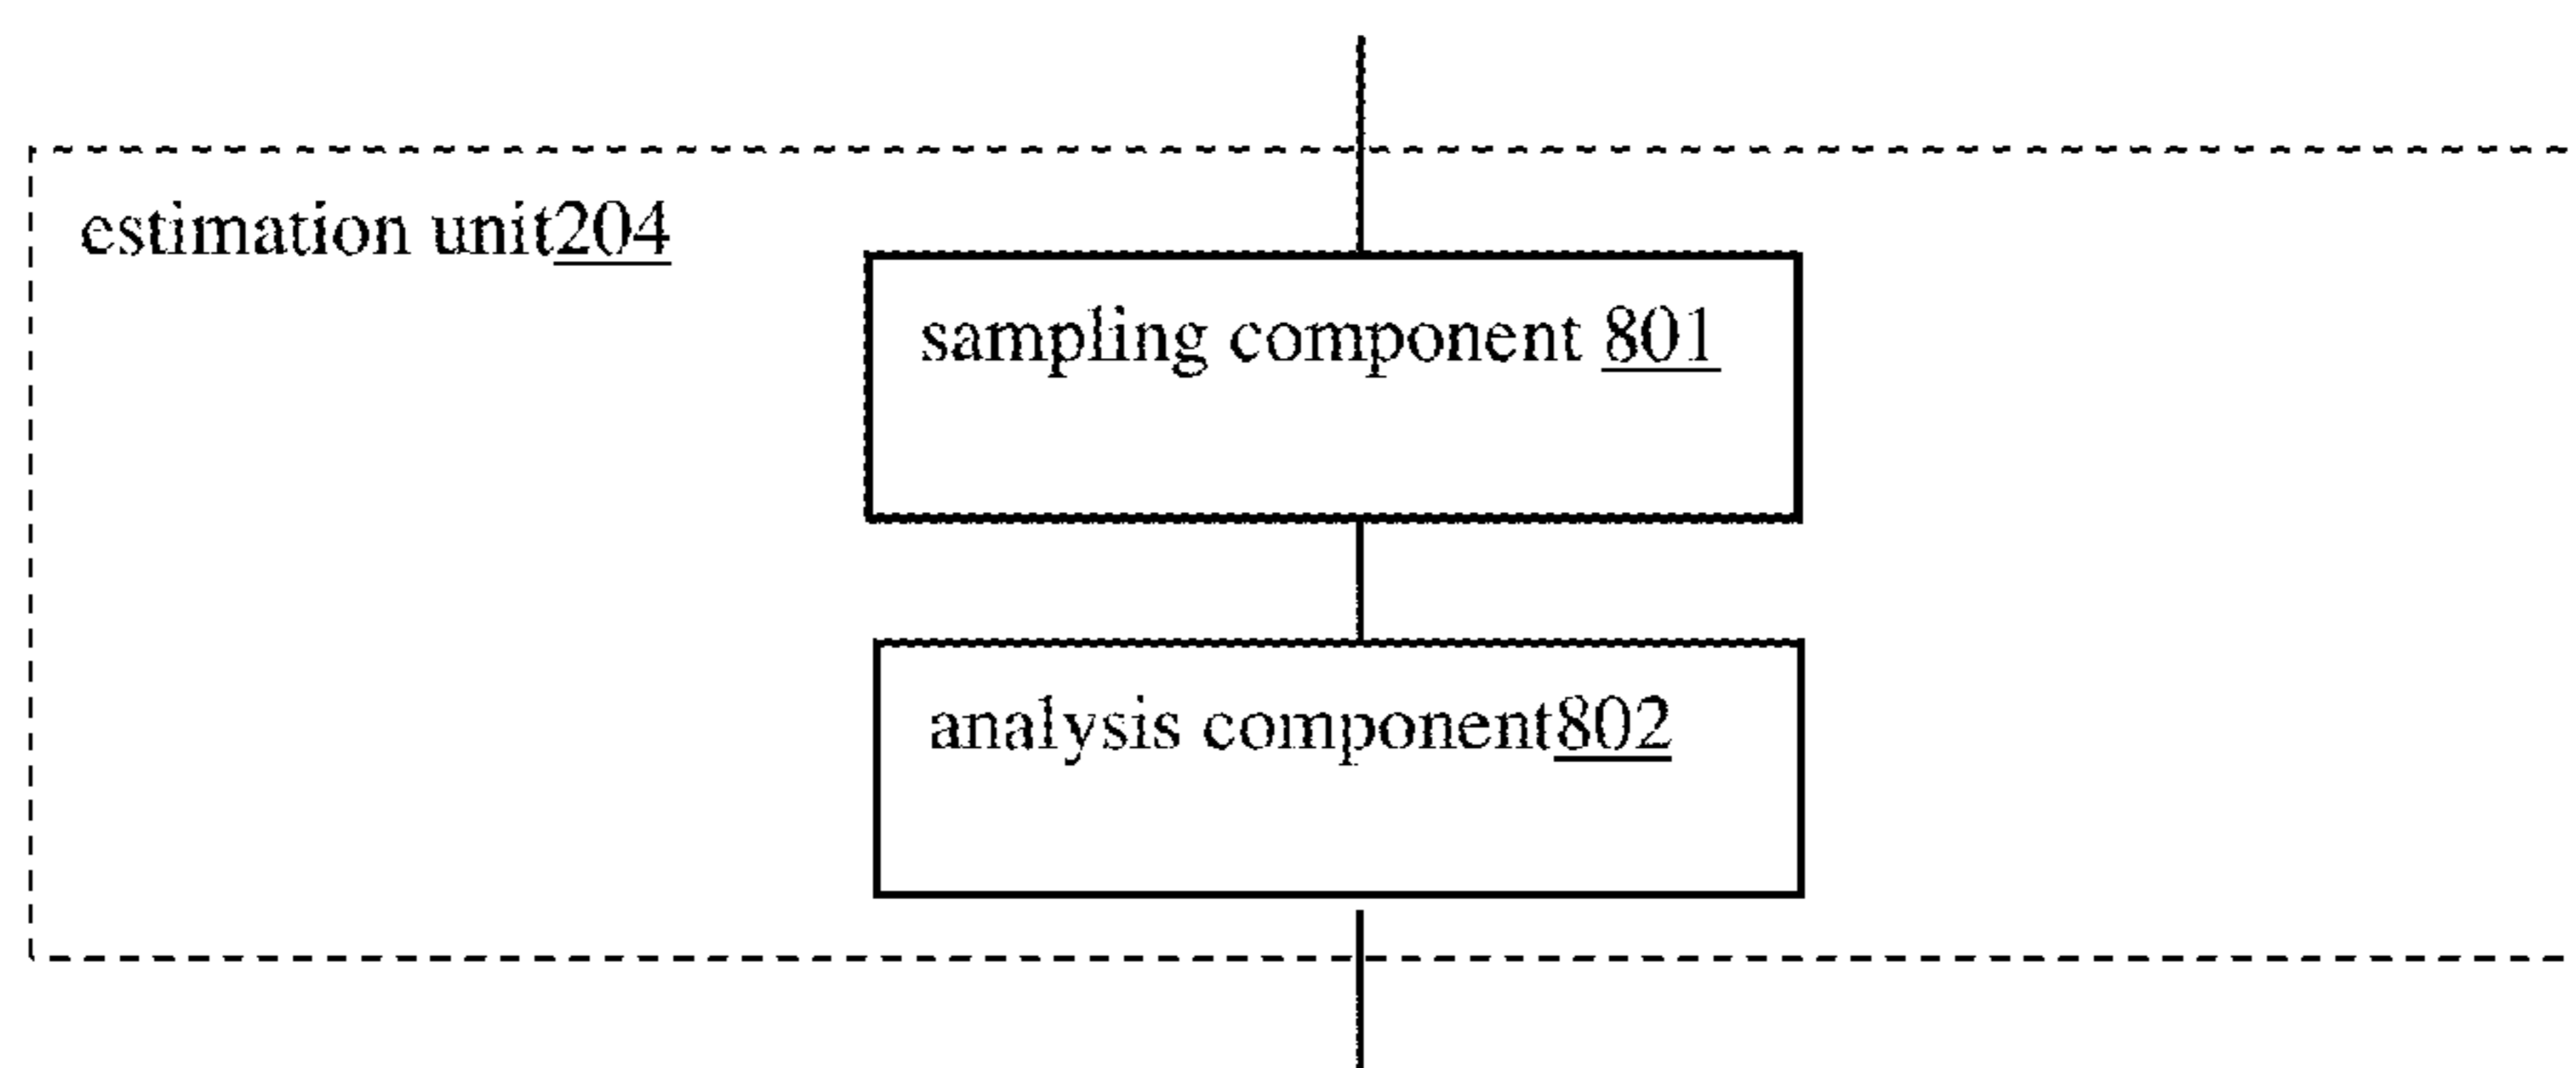 estimation unit204
sampling component 801
analysis component802